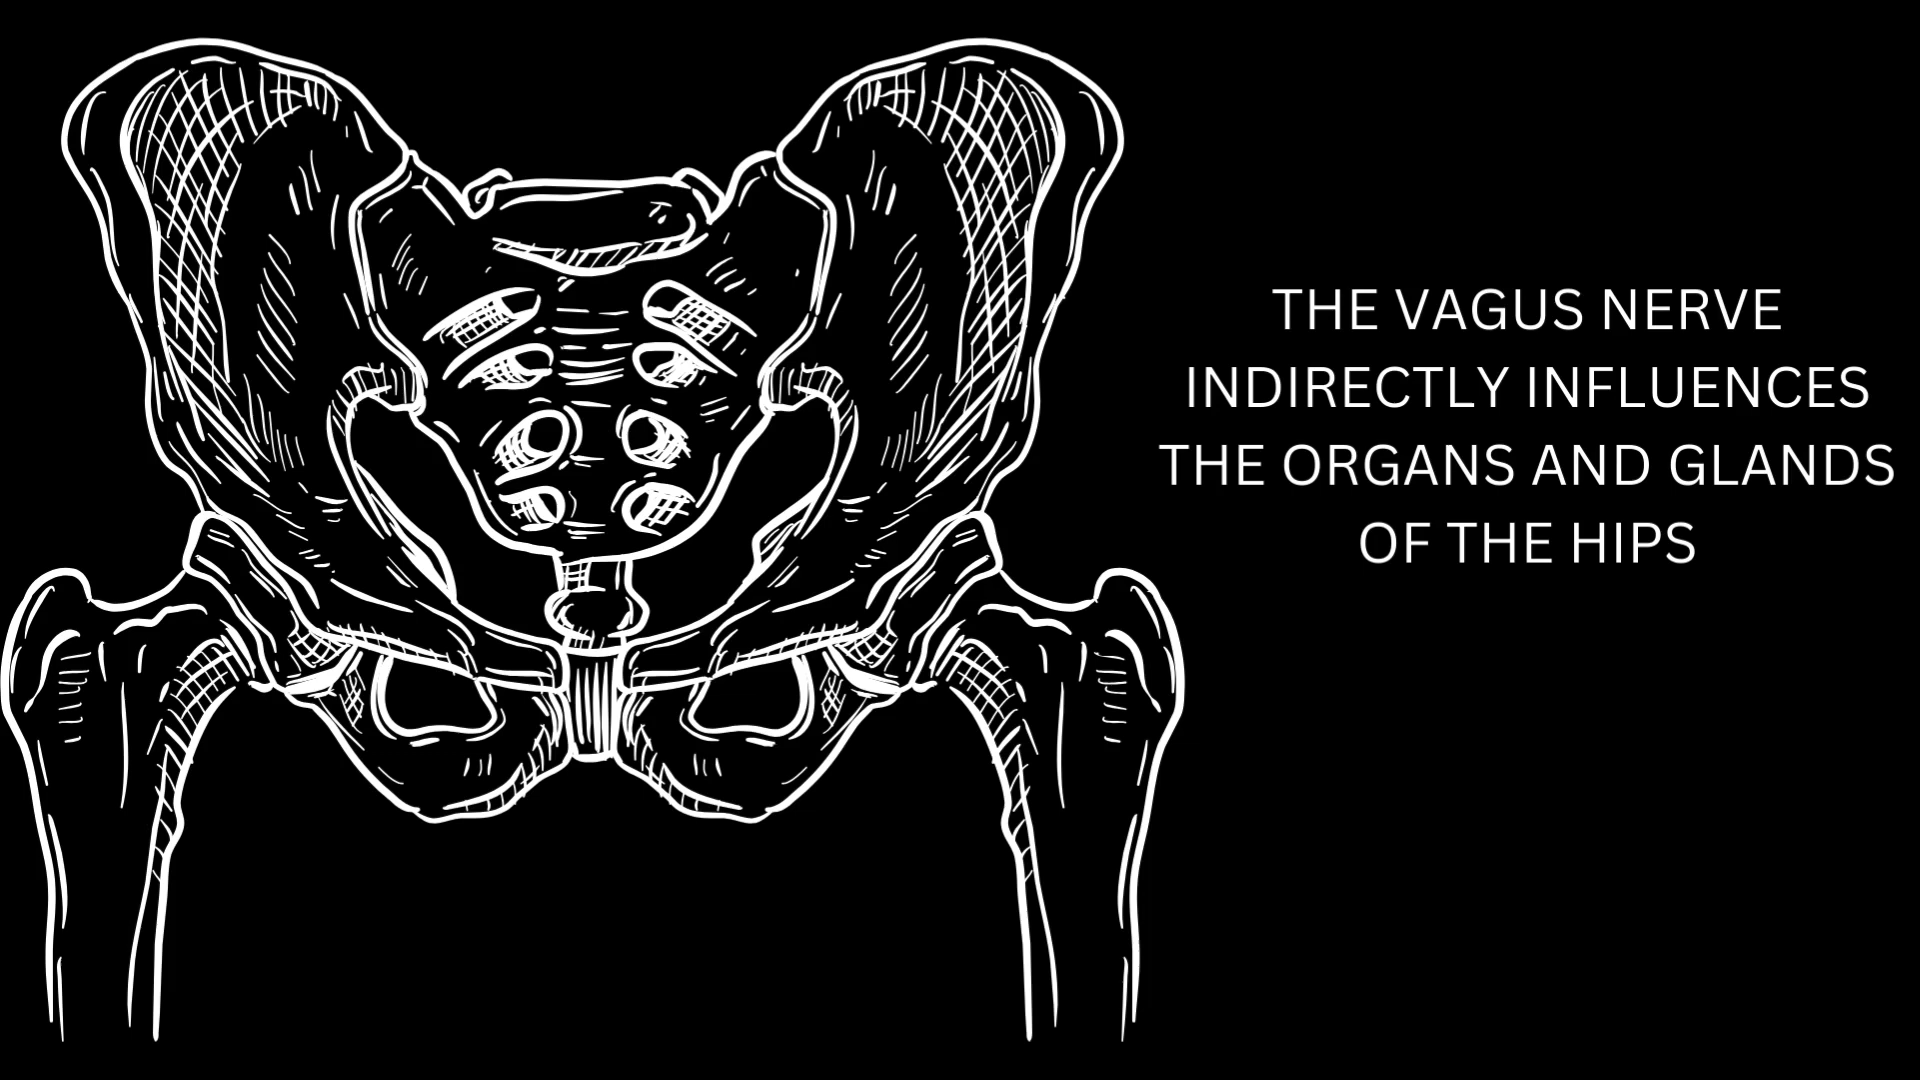 THE VAGUS NERVE
INDIRECTLY INFLUENCES
THE ORGANS AND GLANDS
OF THE HIPS